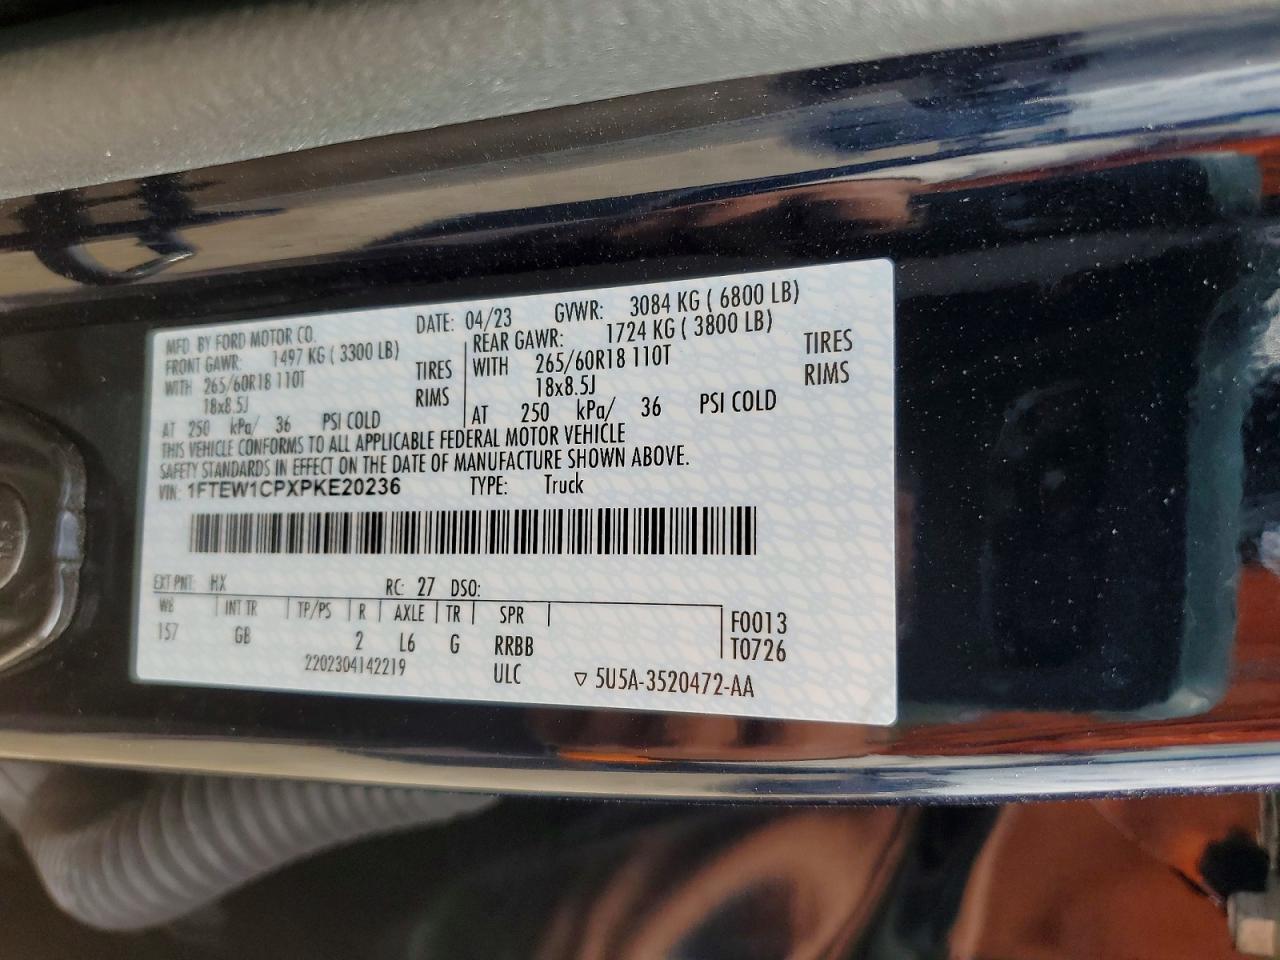 MFD. BY FORD MOTOR CO.
DATE: 04/23 GVWR: 3084 KG ( 6800 LB)
FRONT GAWR: 1497 KG ( 3300 LB) REAR GAWR: 1724 KG ( 3800 LB)
WITH 265/60R18 110T TIRES WITH 265/60R18 110T TIRES
18x8.5J RIMS 18x8.5J RIMS
AT 250 kPa/ 36 PSI COLD AT 250 kPa/ 36 PSI COLD
THIS VEHICLE CONFORMS TO ALL APPLICABLE FEDERAL MOTOR VEHICLE
SAFETY STANDARDS IN EFFECT ON THE DATE OF MANUFACTURE SHOWN ABOVE.
VIN: 1FTEW1CPXPKE20236 TYPE: Truck
EXT PNT: HX RC: 27 DSO:
WB INT TR TP/PS R AXLE TR SPR F0013
157 GB 2 L6 G RRBB T0726
2202304142219 ULC ▽ 5U5A-3520472-AA